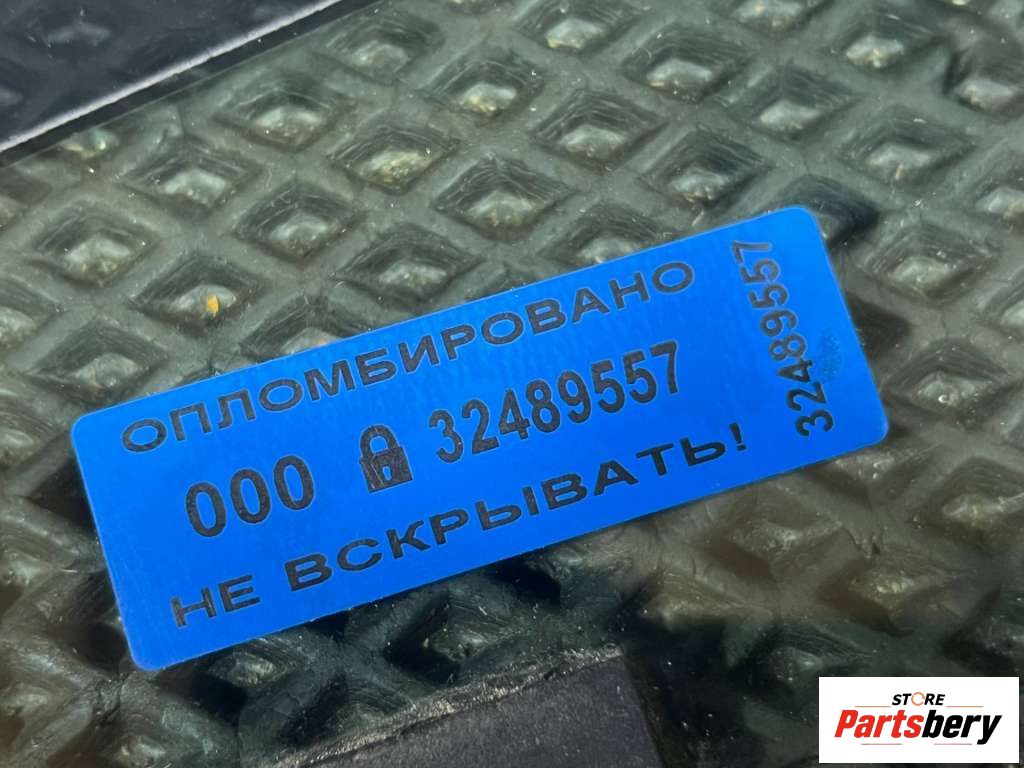 ОПЛОМБИРОВАНО
000 32489557
НЕ ВСКРЫВАТЬ!
32489557
STORE
Partsbery